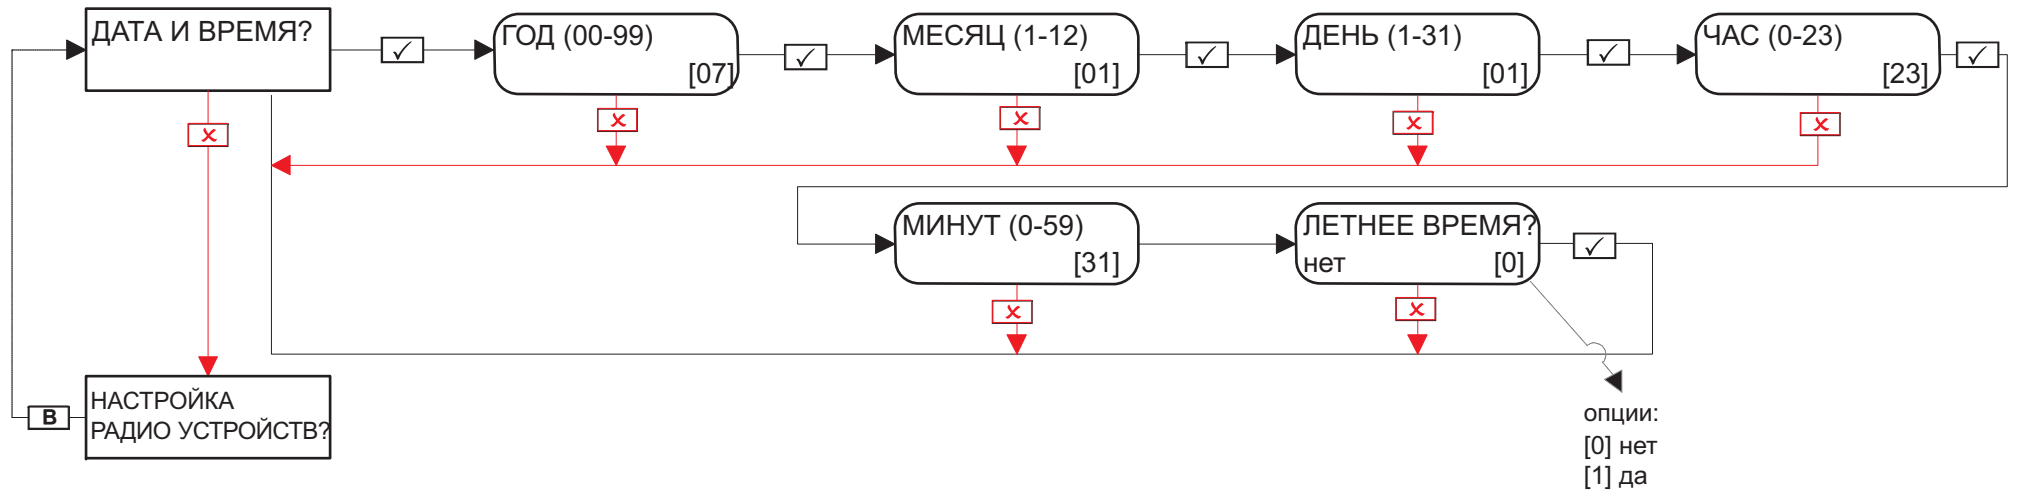 ДАТА И ВРЕМЯ?
ГОД (00-99)
[07]
МЕСЯЦ (1-12)
[01]
ДЕНЬ (1-31)
[01]
ЧАС (0-23)
[23]
МИНУТ (0-59)
[31]
ЛЕТНЕЕ ВРЕМЯ?
нет [0]
НАСТРОЙКА
РАДИО УСТРОЙСТВ?
B
опции:
[0] нет
[1] да